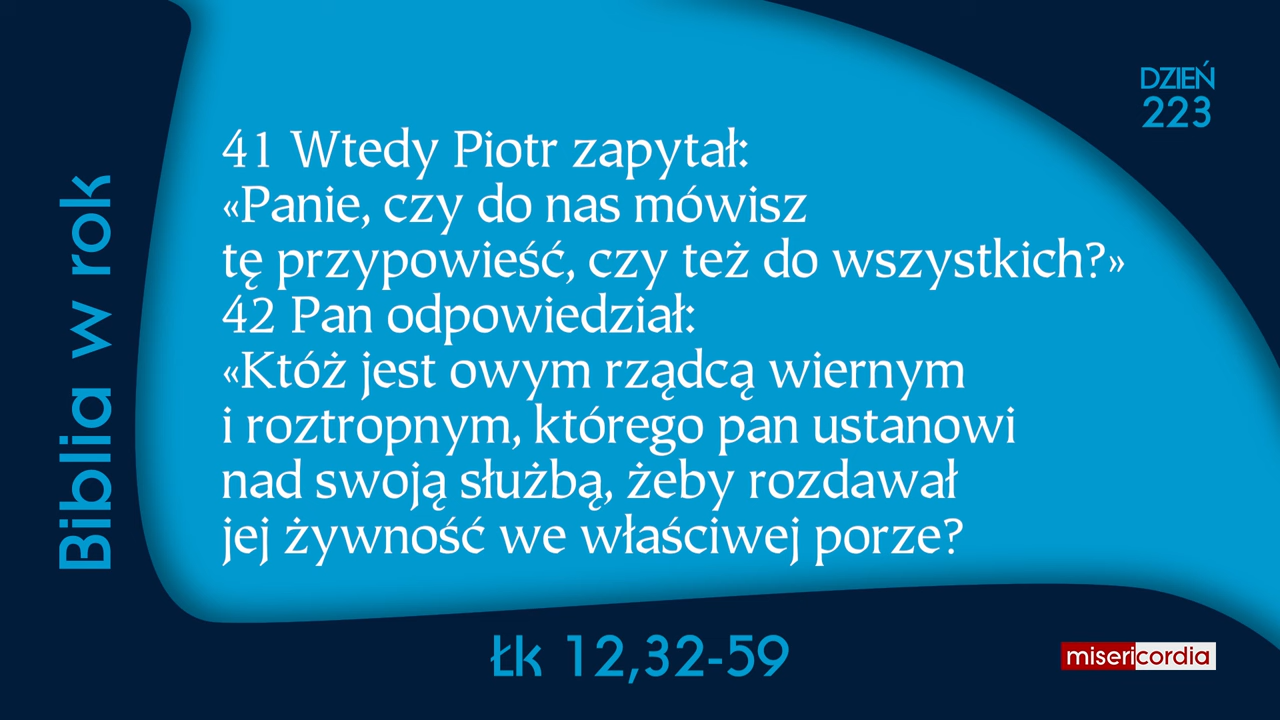 DZIEŃ
223
Biblia w rok
41 Wtedy Piotr zapytał:
«Panie, czy do nas mówisz
tę przypowieść, czy też do wszystkich?»
42 Pan odpowiedział:
«Któż jest owym rządcą wiernym
i roztropnym, którego pan ustanowi
nad swoją służbą, żeby rozdawał
jej żywność we właściwej porze?
Łk 12,32-59
misericordia